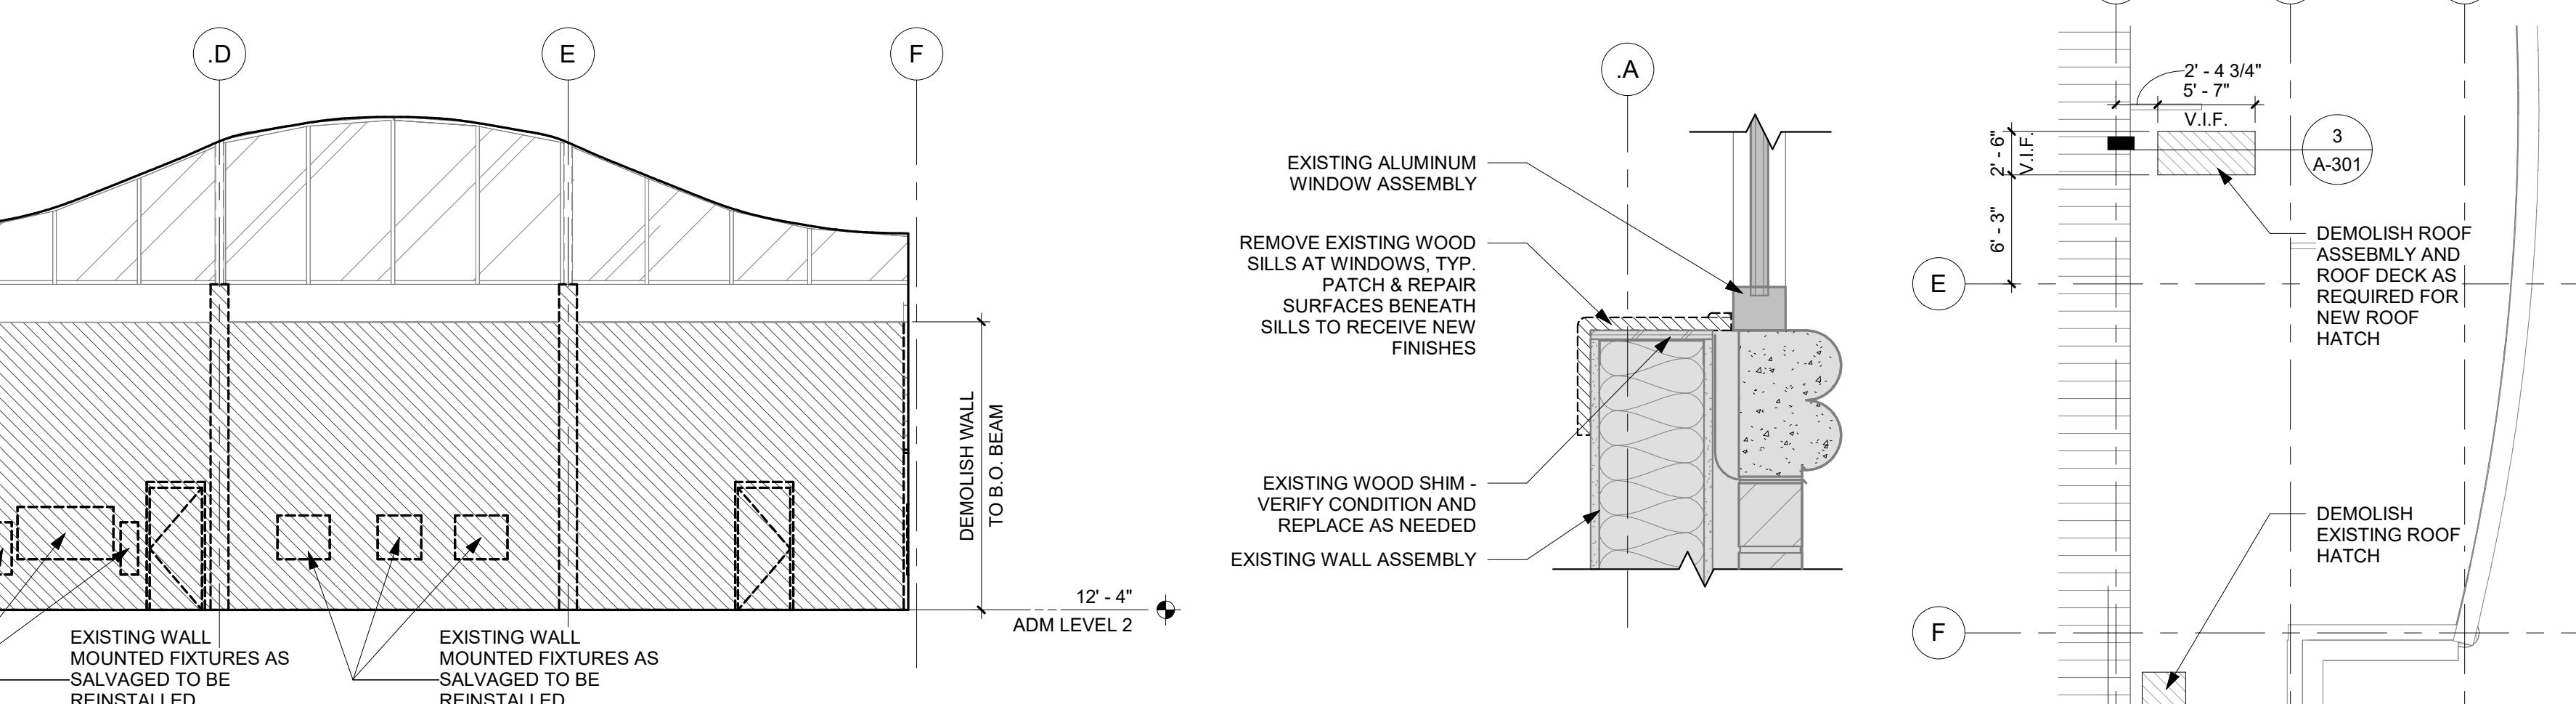 .D
E
F
DEMOLISH WALL
TO B.O. BEAM
12' - 4"
ADM LEVEL 2
EXISTING WALL
MOUNTED FIXTURES AS
SALVAGED TO BE
REINSTALLED
EXISTING WALL
MOUNTED FIXTURES AS
SALVAGED TO BE
REINSTALLED
.A
EXISTING ALUMINUM
WINDOW ASSEMBLY
REMOVE EXISTING WOOD
SILLS AT WINDOWS, TYP.
PATCH & REPAIR
SURFACES BENEATH
SILLS TO RECEIVE NEW
FINISHES
EXISTING WOOD SHIM -
VERIFY CONDITION AND
REPLACE AS NEEDED
EXISTING WALL ASSEMBLY
2' - 4 3/4"
5' - 7"
V.I.F.
2' - 6"
V.I.F.
6' - 3"
3
A-301
DEMOLISH ROOF
ASSEBMLY AND
ROOF DECK AS
REQUIRED FOR
NEW ROOF
HATCH
E
DEMOLISH
EXISTING ROOF
HATCH
F